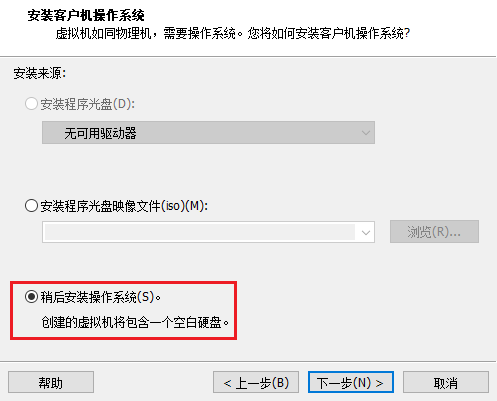 安装客户机操作系统
虚拟机如同物理机，需要操作系统。您将如何安装客户机操作系统?
安装来源:
安装程序光盘(D):
无可用驱动器
安装程序光盘映像文件(iso)(M):
浏览(R)...
稍后安装操作系统(S)。
创建的虚拟机将包含一个空白硬盘。
帮助
< 上一步(B)
下一步(N) >
取消